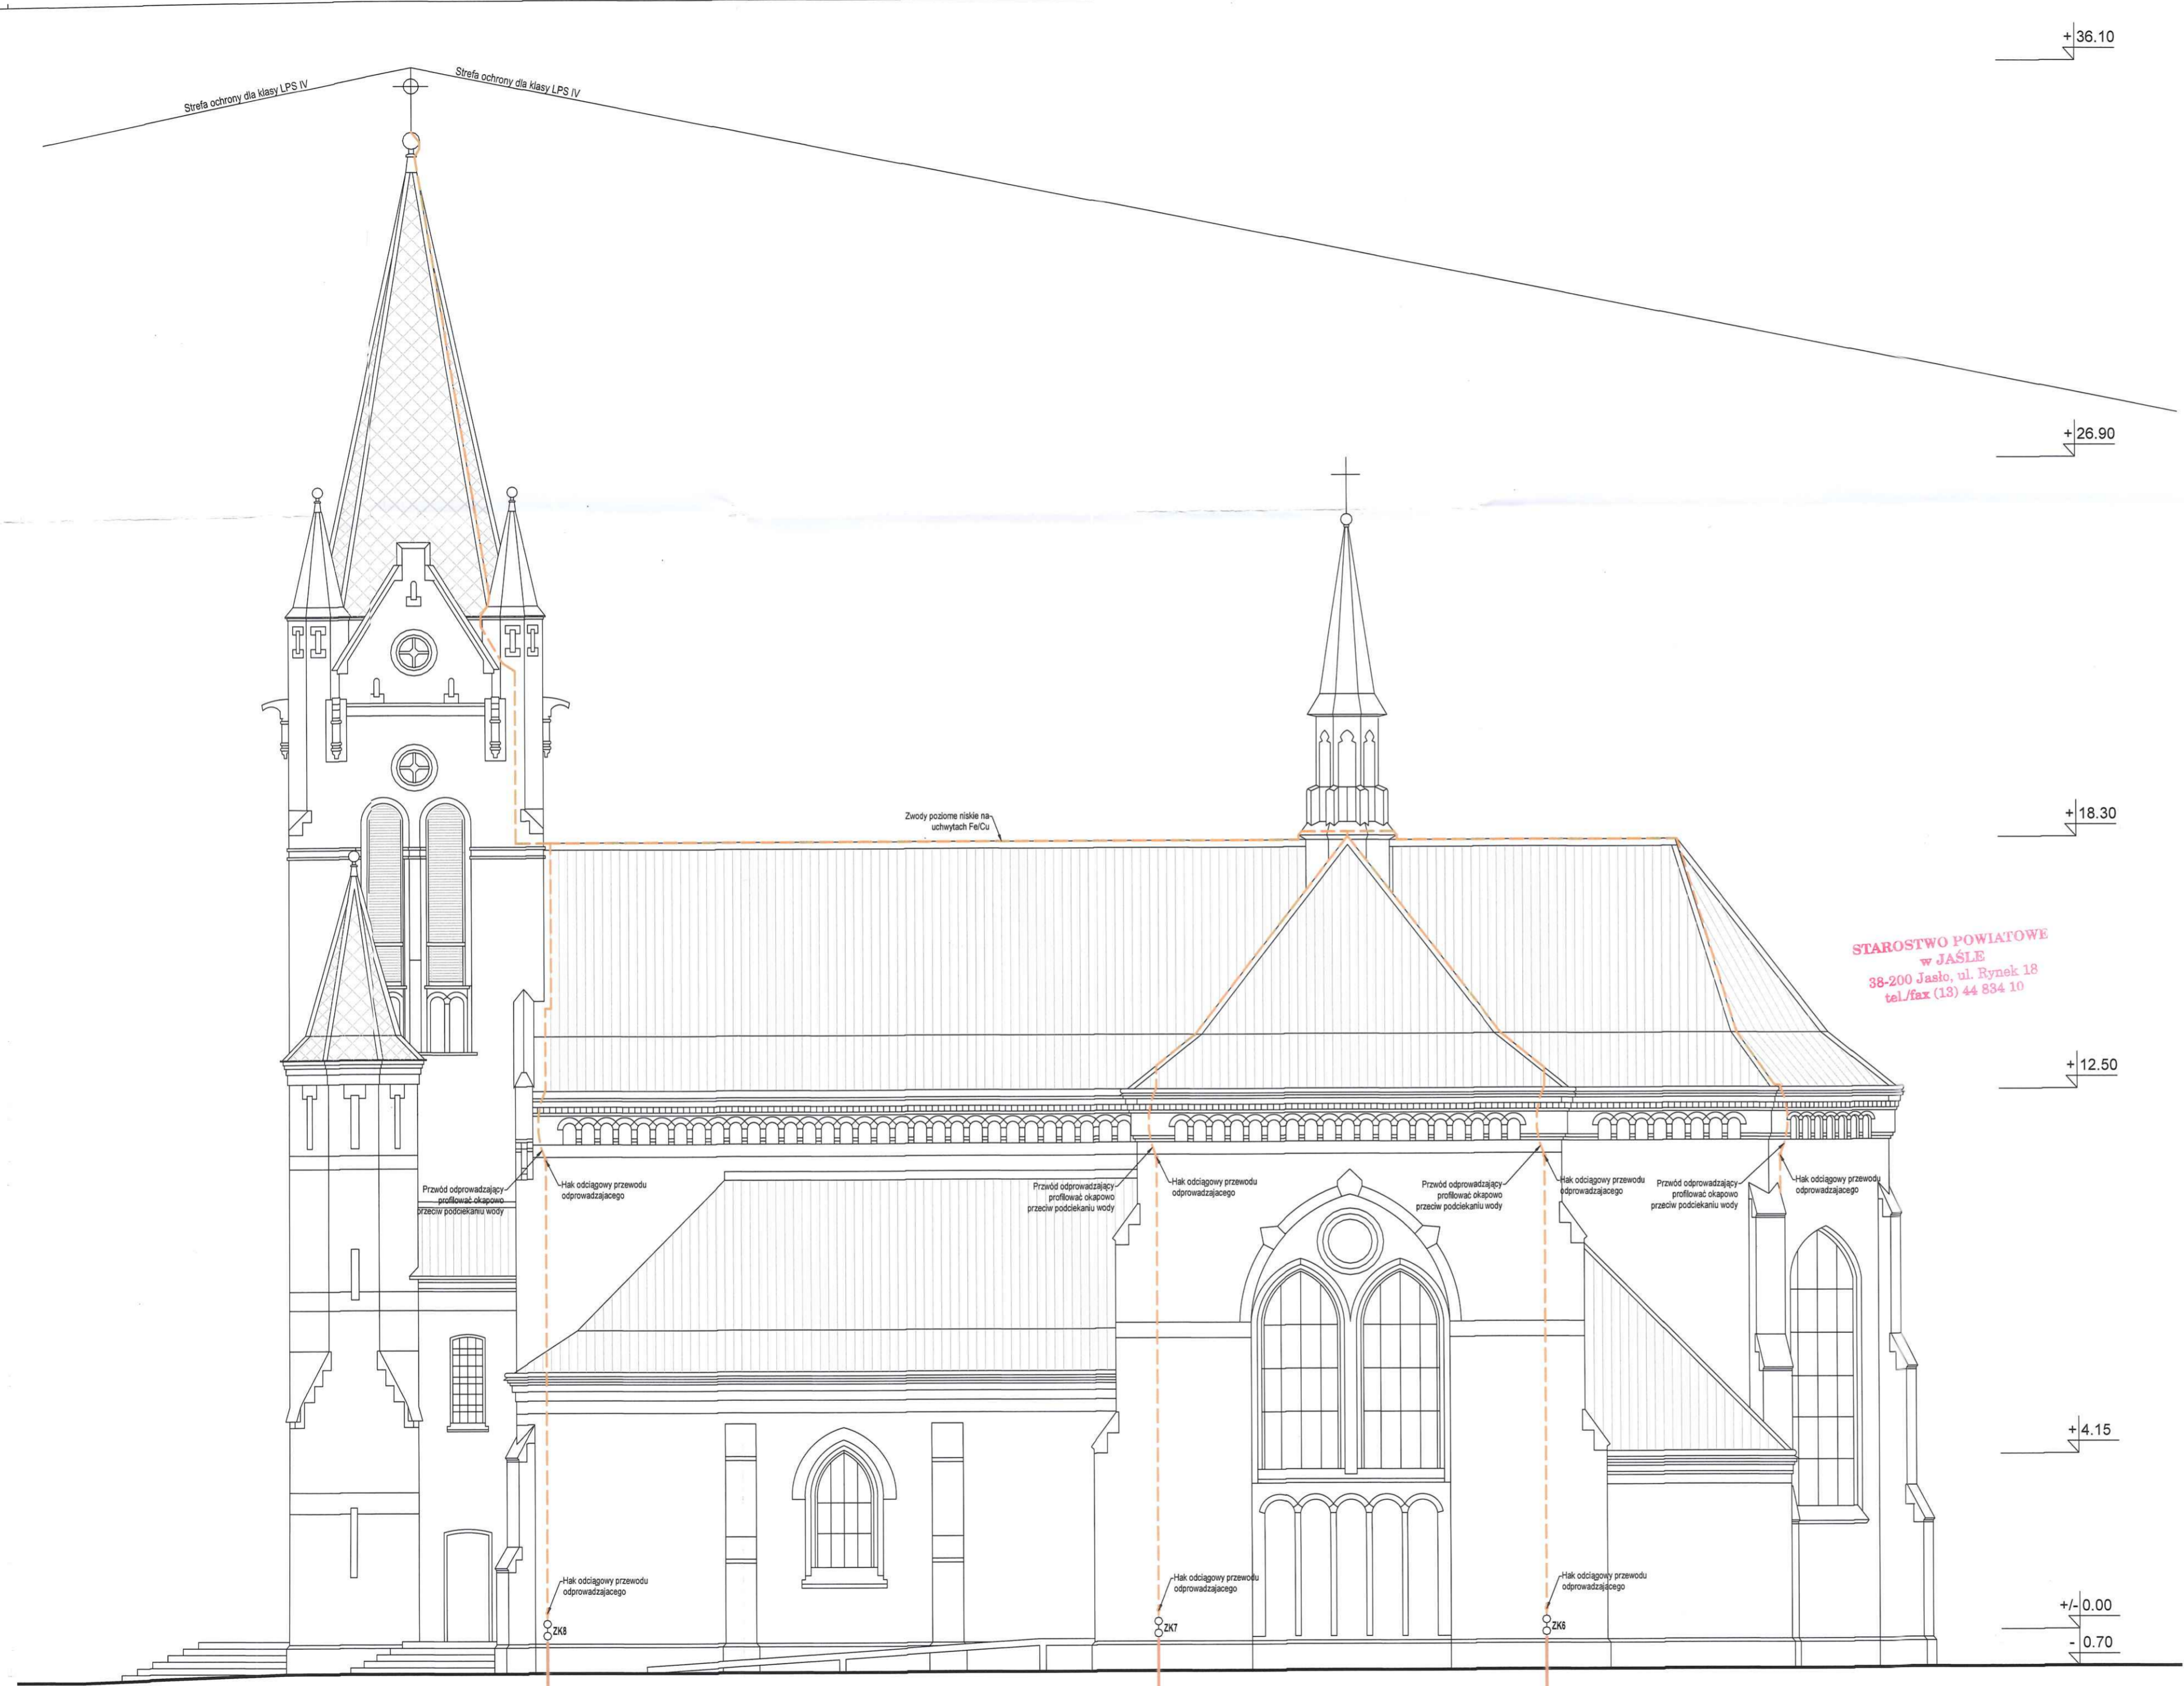 +36.10
Strefa ochrony dla klasy LPS IV
Strefa ochrony dla klasy LPS IV
+26.90
Zwody poziome niskie na
uchwytach Fe/Cu
+18.30
STAROSTWO POWIATOWE
w JAŚLE
38-200 Jasło, ul. Rynek 18
tel./fax (13) 44 834 10
+12.50
Przwód odprowadzający
profilować okapowo
przeciw podciekaniu wody
Hak odciągowy przewodu
odprowadzajacego
Przwód odprowadzający
profilować okapowo
przeciw podciekaniu wody
Hak odciągowy przewodu
odprowadzajacego
Przwód odprowadzający
profilować okapowo
przeciw podciekaniu wody
Hak odciągowy przewodu
odprowadzajacego
Przwód odprowadzający
profilować okapowo
przeciw podciekaniu wody
Hak odciągowy przewodu
odprowadzajacego
+4.15
Hak odciągowy przewodu
odprowadzajacego
ZK8
Hak odciągowy przewodu
odprowadzajacego
ZK7
Hak odciągowy przewodu
odprowadzajacego
ZK6
+/-0.00
- 0.70